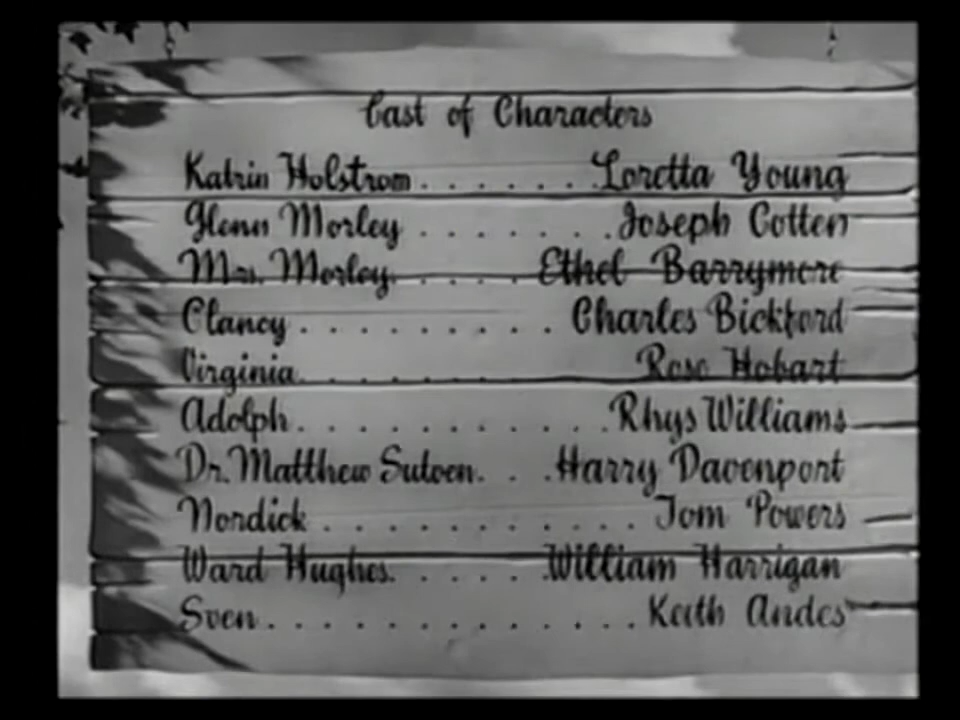 Cast of Characters
Katrin Holstrom. . . . . . .Loretta Young
Glenn Morley . . . . . . . .Joseph Cotten
Mrs. Morley. . . . . .Ethel Barrymore
Clancy . . . . . . . . . . Charles Bickford
Virginia. . . . . . . Rose Hobart
Adolph. . . . . . . . . . . .Rhys Williams
Dr. Matthew Sutven. . .Harry Davenport
Nordick . . . . . . . . . . . . Tom Powers
Ward Hughes. . . . . .William Harrigan
Sven. . . . . . . . . . . . . . Keith Andes